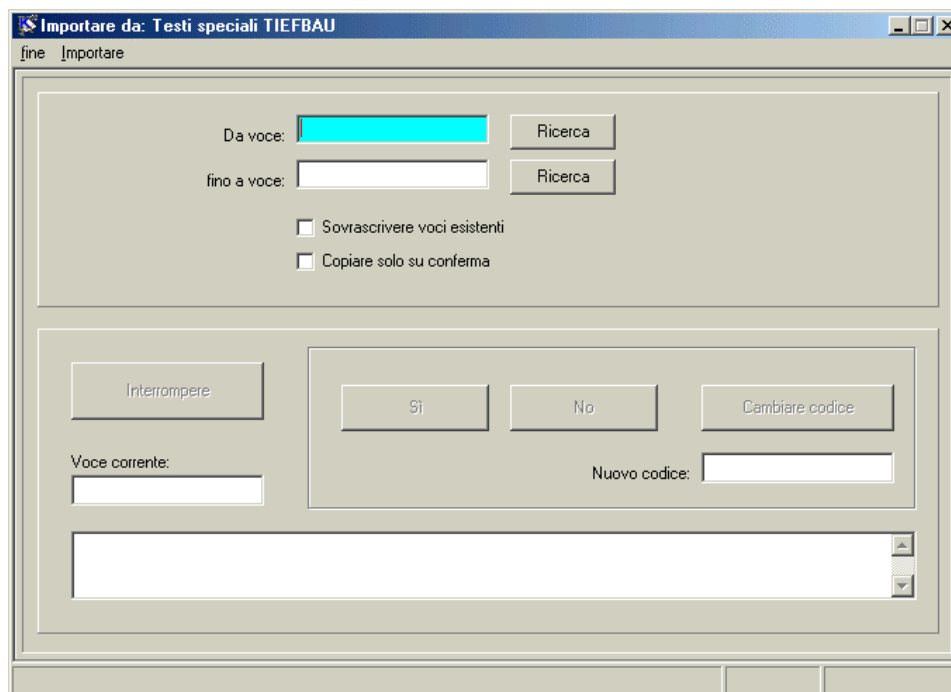 Importare da: Testi speciali TIEFBAU
fine Importare
Da voce: Ricerca
fino a voce: Ricerca
Sovrascrivere voci esistenti
Copiare solo su conferma
Interrompere
Sì No Cambiare codice
Voce corrente:
Nuovo codice: